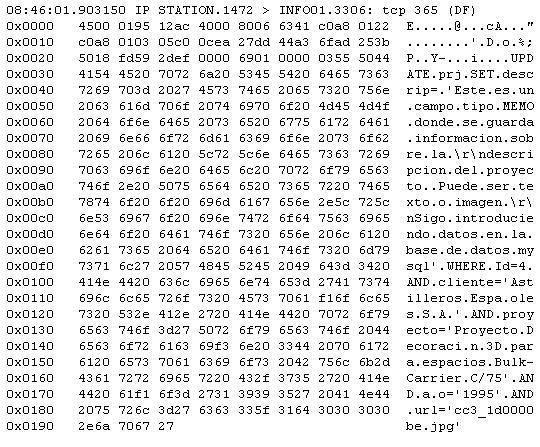 08:46:01.903150 IP STATION.1472 > INFO01.3306: tcp 365 (DF)
0x0000 4500 0195 12ac 4000 8006 6341 c0a8 0122 E.....@...cA..."
0x0010 c0a8 0103 05c0 0cea 27dd 44a3 6fad 253b ........'.D.o.%;
0x0020 5018 fd59 2def 0000 6901 0000 0355 5044 P..Y-...i....UPD
0x0030 4154 4520 7072 6a20 5345 5420 6465 7363 ATE.prj.SET.desc
0x0040 7269 703d 2027 4573 7465 2065 7320 756e rip=.'Este.es.un
0x0050 2063 616d 706f 2074 6970 6f20 4d45 4d4f .campo.tipo.MEMO
0x0060 2064 6f6e 6465 2073 6520 6775 6172 6461 .donde.se.guarda
0x0070 2069 6e66 6f72 6d61 6369 6f6e 2073 6f62 .informacion.sob
0x0080 7265 206c 6120 5c72 5c6e 6465 7363 7269 re.la.\r\ndescri
0x0090 7063 696f 6e20 6465 6c20 7072 6f79 6563 pcion.del.proyec
0x00a0 746f 2e20 5075 6564 6520 7365 7220 7465 to..Puede.ser.te
0x00b0 7874 6f20 6f20 696d 6167 656e 2e5c 725c xto.o.imagen.\r\
0x00c0 6e53 6967 6f20 696e 7472 6f64 7563 6965 nSigo.introducie
0x00d0 6e64 6f20 6461 746f 7320 656e 206c 6120 ndo.datos.en.la.
0x00e0 6261 7365 2064 6520 6461 746f 7320 6d79 base.de.datos.my
0x00f0 7371 6c27 2057 4845 5245 2049 643d 3420 sql'.WHERE.Id=4.
0x0100 414e 4420 636c 6965 6e74 653d 2741 7374 AND.cliente='Ast
0x0110 696c 6c65 726f 7320 4573 7061 f16f 6c65 illeros.Espa.ole
0x0120 7320 532e 412e 2720 414e 4420 7072 6f79 s.S.A.'.AND.proy
0x0130 6563 746f 3d27 5072 6f79 6563 746f 2044 ecto='Proyecto.D
0x0140 6563 6f72 6163 69f3 6e20 3344 2070 6172 ecoraci.n.3D.par
0x0150 6120 6573 7061 6369 6f73 2042 756c 6b2d a.espacios.Bulk-
0x0160 4361 7272 6965 7220 432f 3735 2720 414e Carrier.C/75'.AN
0x0170 4420 61f1 6f3d 2731 3939 3527 2041 4e44 D.a.o='1995'.AND
0x0180 2075 726c 3d27 6363 335f 3164 3030 3030 .url='cc3_1d0000
0x0190 2e6a 7067 27 be.jpg'